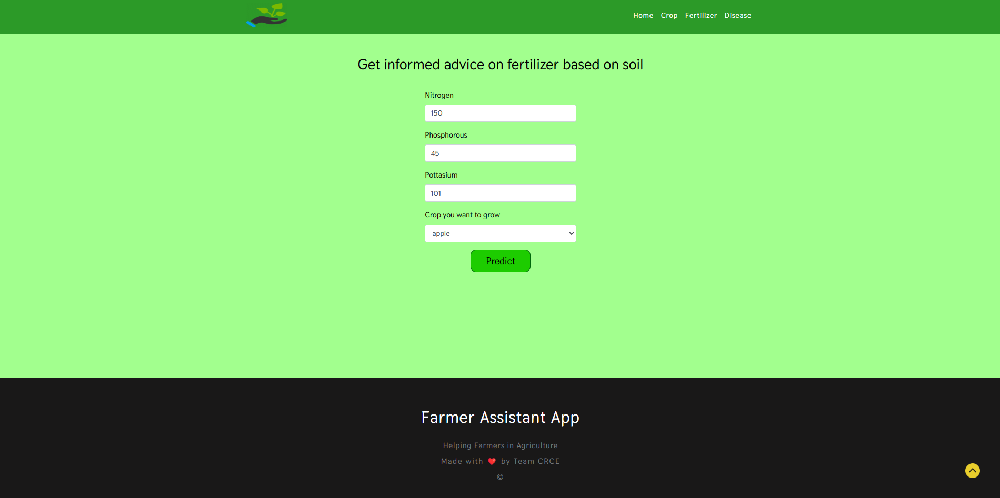 Home Crop Fertilizer Disease
Get informed advice on fertilizer based on soil
Nitrogen
150
Phosphorous
45
Pottasium
101
Crop you want to grow
apple
Predict
Farmer Assistant App
Helping Farmers in Agriculture
Made with ❤️ by Team CRCE
©